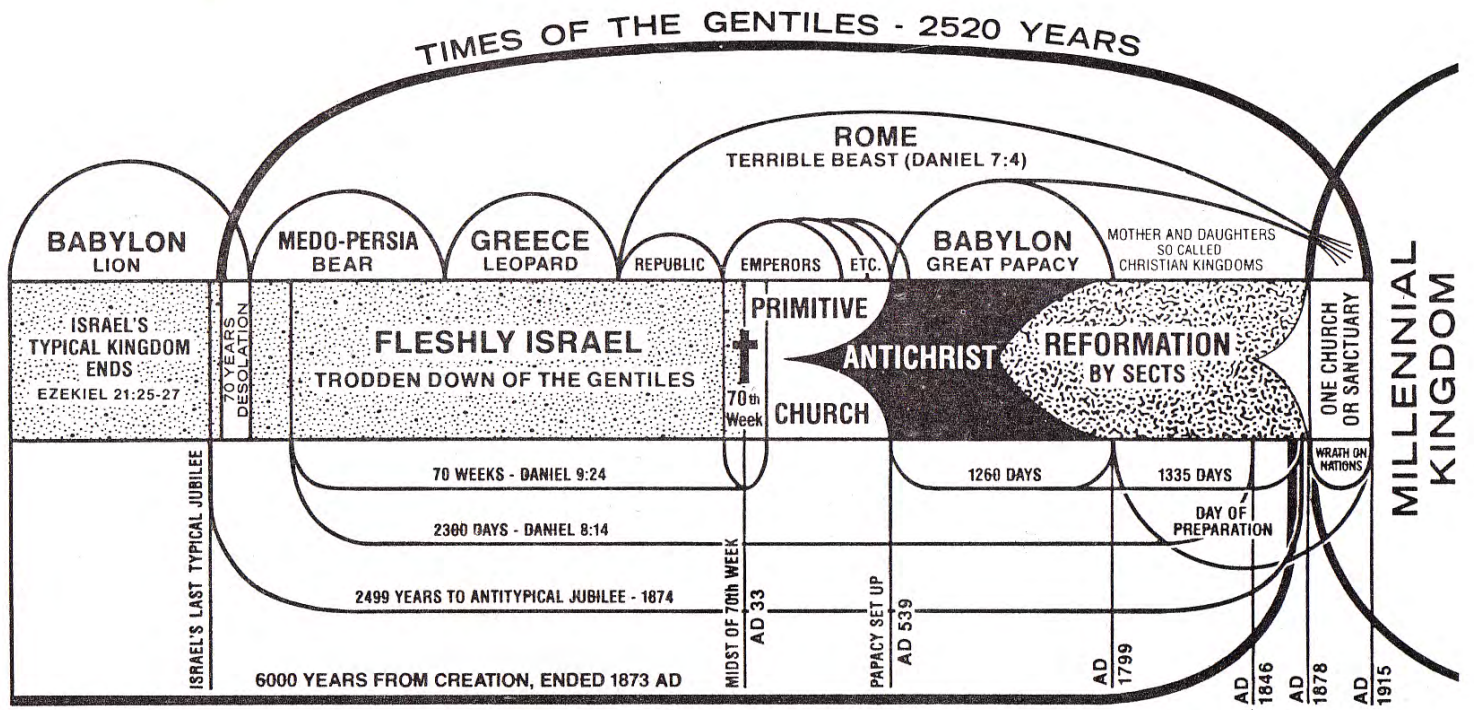 TIMES OF THE GENTILES - 2520 YEARS
ROME
TERRIBLE BEAST (DANIEL 7:4)
BABYLON
LION
MEDO-PERSIA
BEAR
GREECE
LEOPARD
REPUBLIC
EMPERORS
ETC.
BABYLON
GREAT PAPACY
MOTHER AND DAUGHTERS
SO CALLED
CHRISTIAN KINGDOMS
ISRAEL'S
TYPICAL KINGDOM
ENDS
EZEKIEL 21:25-27
70 YEARS
DESOLATION
FLESHLY ISRAEL
TRODDEN DOWN OF THE GENTILES
70th
Week
PRIMITIVE
CHURCH
ANTICHRIST
REFORMATION
BY SECTS
ONE CHURCH
OR SANCTUARY
MILLENNIAL
KINGDOM
70 WEEKS - DANIEL 9:24
1260 DAYS
1335 DAYS
WRATH ON
NATIONS
2300 DAYS - DANIEL 8:14
DAY OF
PREPARATION
2499 YEARS TO ANTITYPICAL JUBILEE - 1874
6000 YEARS FROM CREATION, ENDED 1873 AD
ISRAEL'S LAST TYPICAL JUBILEE
MIDST OF 70th WEEK
AD 33
PAPACY SET UP
AD 539
AD
1799
AD
1846
AD
1878
AD
1915